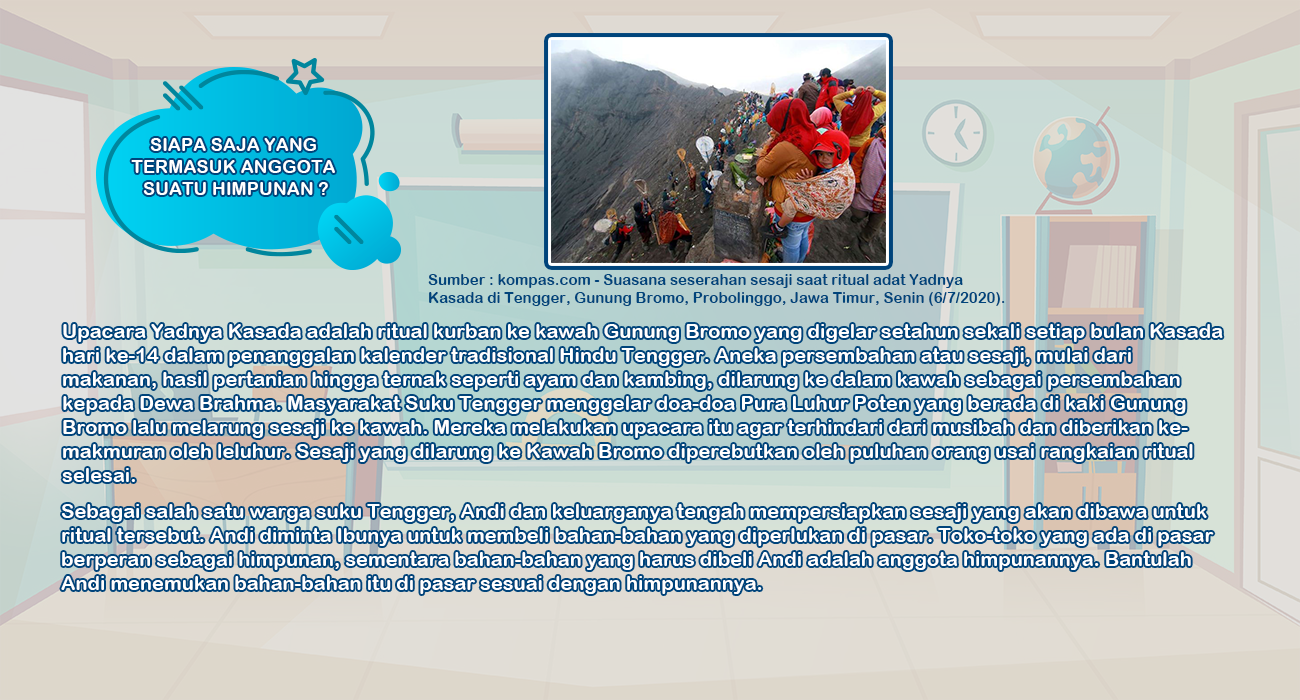 SIAPA SAJA YANG
TERMASUK ANGGOTA
SUATU HIMPUNAN ?
Sumber : kompas.com - Suasana seserahan sesaji saat ritual adat Yadnya
Kasada di Tengger, Gunung Bromo, Probolinggo, Jawa Timur, Senin (6/7/2020).
Upacara Yadnya Kasada adalah ritual kurban ke kawah Gunung Bromo yang digelar setahun sekali setiap bulan Kasada
hari ke-14 dalam penanggalan kalender tradisional Hindu Tengger. Aneka persembahan atau sesaji, mulai dari
makanan, hasil pertanian hingga ternak seperti ayam dan kambing, dilarung ke dalam kawah sebagai persembahan
kepada Dewa Brahma. Masyarakat Suku Tengger menggelar doa-doa Pura Luhur Poten yang berada di kaki Gunung
Bromo lalu melarung sesaji ke kawah. Mereka melakukan upacara itu agar terhindari dari musibah dan diberikan ke-
makmuran oleh leluhur. Sesaji yang dilarung ke Kawah Bromo diperebutkan oleh puluhan orang usai rangkaian ritual
selesai.
Sebagai salah satu warga suku Tengger, Andi dan keluarganya tengah mempersiapkan sesaji yang akan dibawa untuk
ritual tersebut. Andi diminta Ibunya untuk membeli bahan-bahan yang diperlukan di pasar. Toko-toko yang ada di pasar
berperan sebagai himpunan, sementara bahan-bahan yang harus dibeli Andi adalah anggota himpunannya. Bantulah
Andi menemukan bahan-bahan itu di pasar sesuai dengan himpunannya.